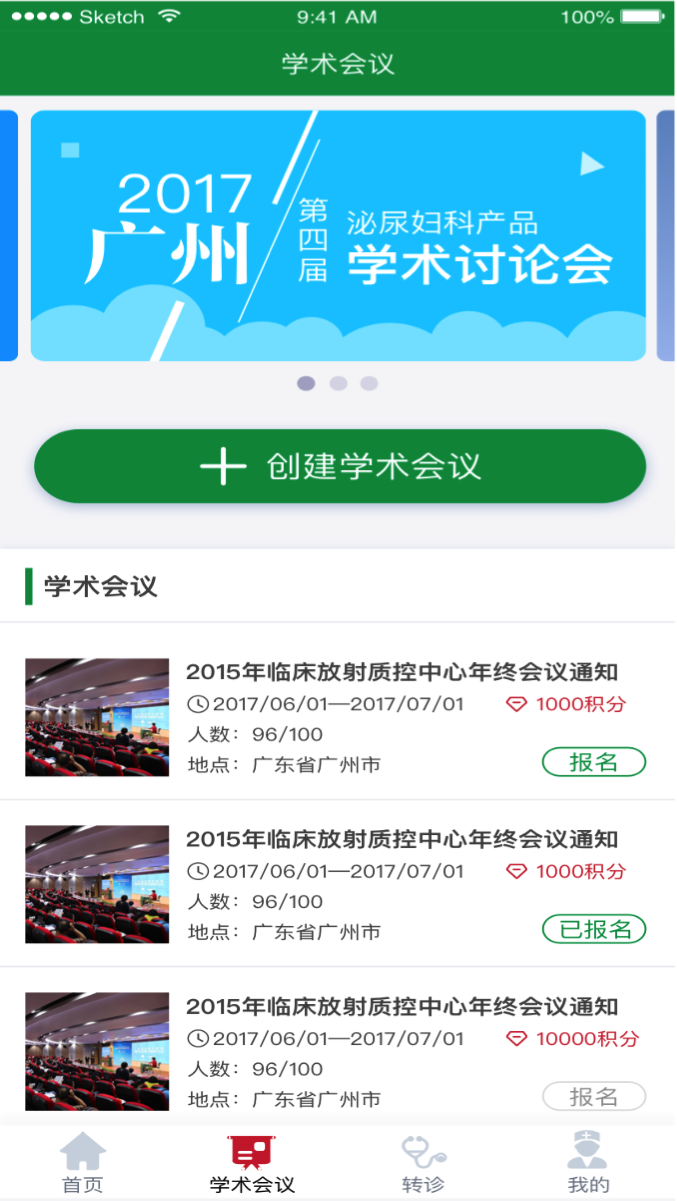 Sketch 9:41 AM 100%
学术会议
2017
广州
第四届
泌尿妇科产品
学术讨论会
创建学术会议
学术会议
2015年临床放射质控中心年终会议通知
2017/06/01—2017/07/01 1000积分
人数：96/100
地点：广东省广州市 报名
2015年临床放射质控中心年终会议通知
2017/06/01—2017/07/01 1000积分
人数：96/100
地点：广东省广州市 已报名
2015年临床放射质控中心年终会议通知
2017/06/01—2017/07/01 10000积分
人数：96/100
地点：广东省广州市 报名
首页 学术会议 转诊 我的